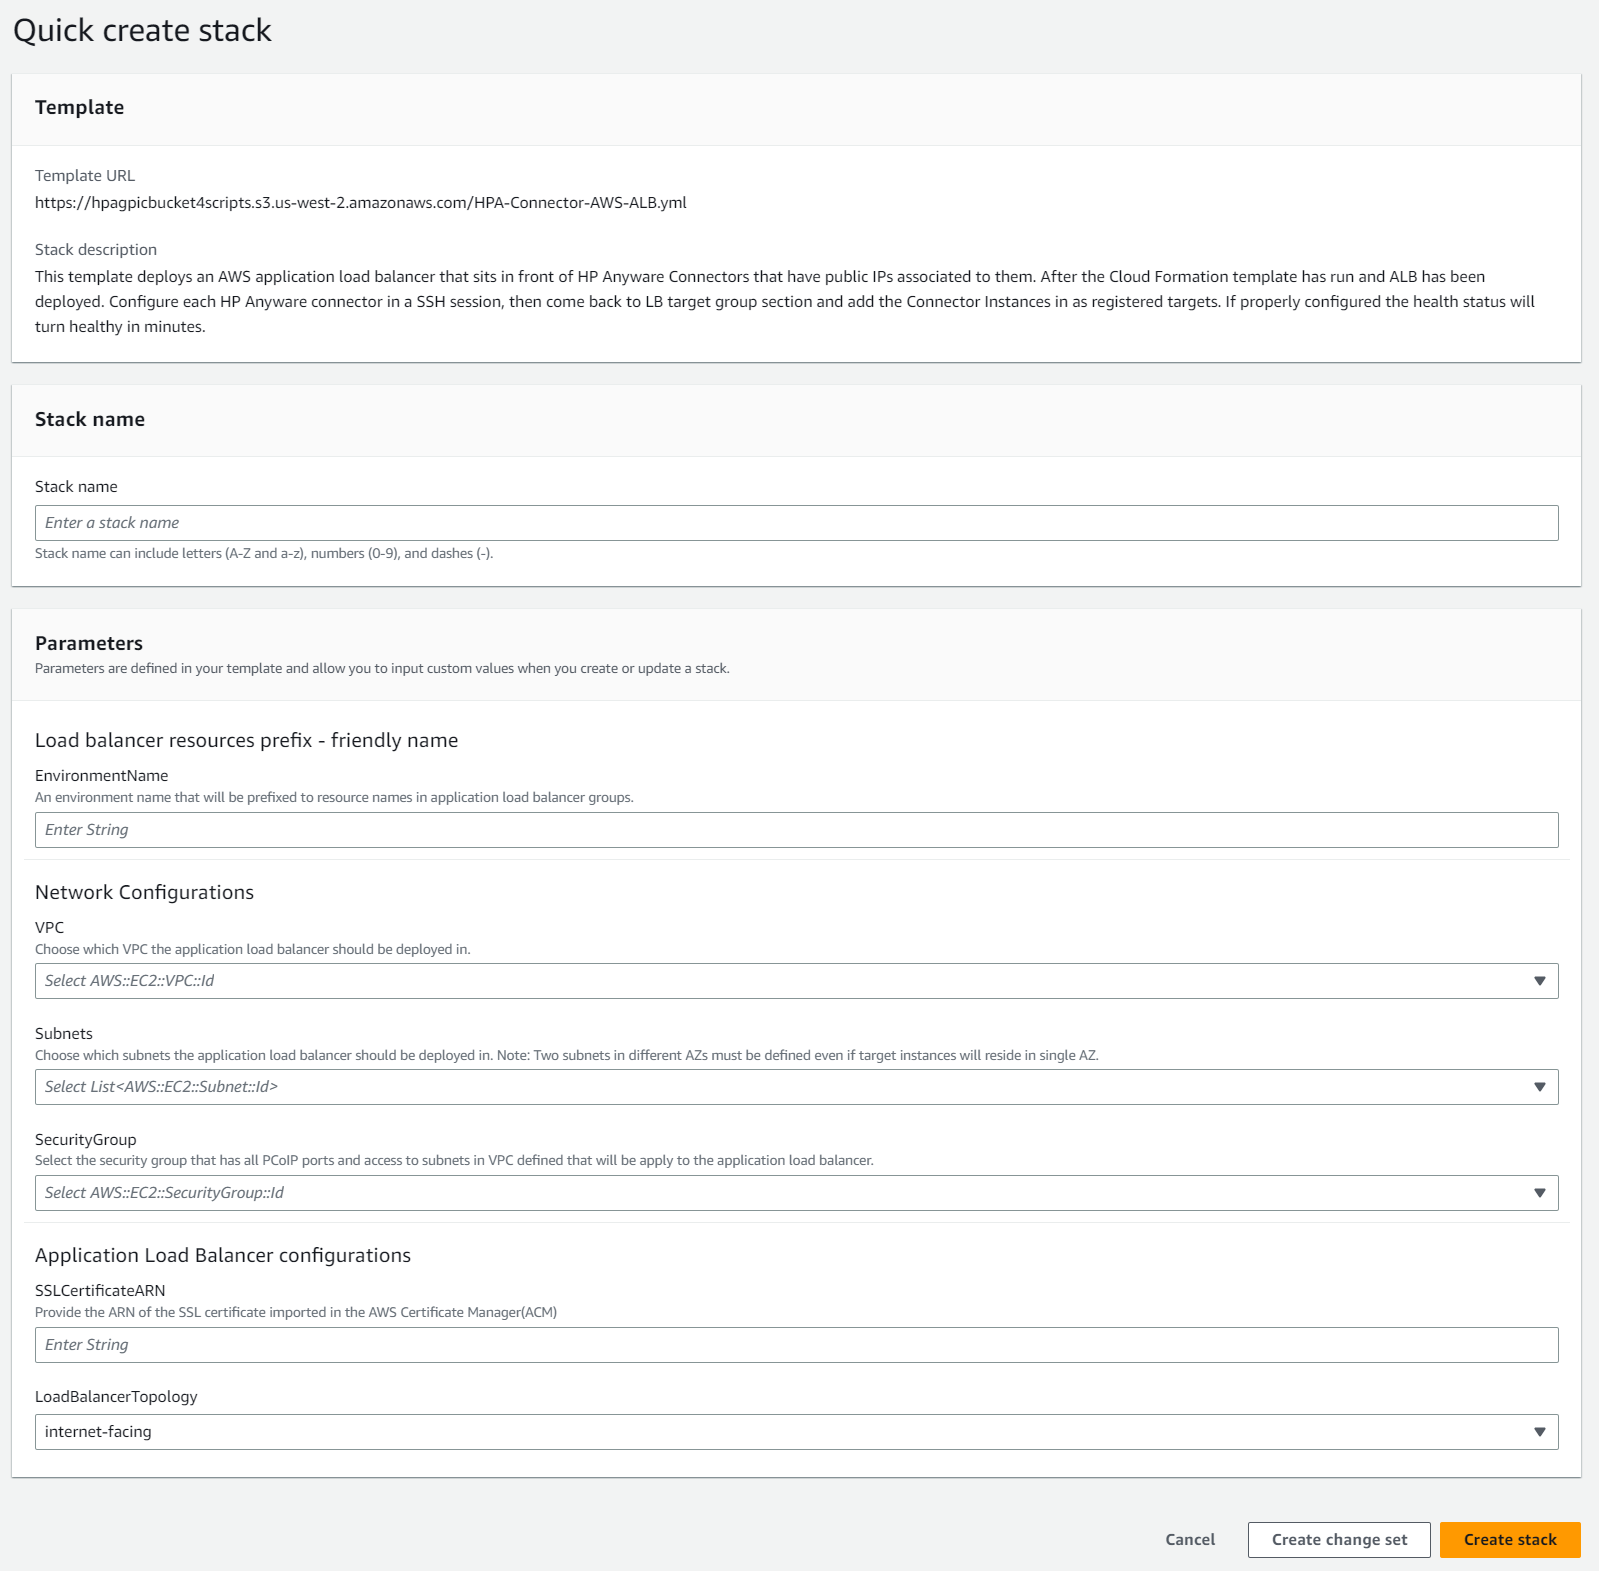 Quick create stack
Template
Template URL
https://hpagpicbucket4scripts.s3.us-west-2.amazonaws.com/HPA-Connector-AWS-ALB.yml
Stack description
This template deploys an AWS application load balancer that sits in front of HP Anyware Connectors that have public IPs associated to them. After the Cloud Formation template has run and ALB has been
deployed. Configure each HP Anyware connector in a SSH session, then come back to LB target group section and add the Connector Instances in as registered targets. If properly configured the health status will
turn healthy in minutes.
Stack name
Stack name
Enter a stack name
Stack name can include letters (A-Z and a-z), numbers (0-9), and dashes (-).
Parameters
Parameters are defined in your template and allow you to input custom values when you create or update a stack.
Load balancer resources prefix - friendly name
EnvironmentName
An environment name that will be prefixed to resource names in application load balancer groups.
Enter String
Network Configurations
VPC
Choose which VPC the application load balancer should be deployed in.
Select AWS::EC2::VPC::Id
Subnets
Choose which subnets the application load balancer should be deployed in. Note: Two subnets in different AZs must be defined even if target instances will reside in single AZ.
Select List<AWS::EC2::Subnet::Id>
SecurityGroup
Select the security group that has all PCoIP ports and access to subnets in VPC defined that will be apply to the application load balancer.
Select AWS::EC2::SecurityGroup::Id
Application Load Balancer configurations
SSLCertificateARN
Provide the ARN of the SSL certificate imported in the AWS Certificate Manager(ACM)
Enter String
LoadBalancerTopology
internet-facing
Cancel
Create change set
Create stack